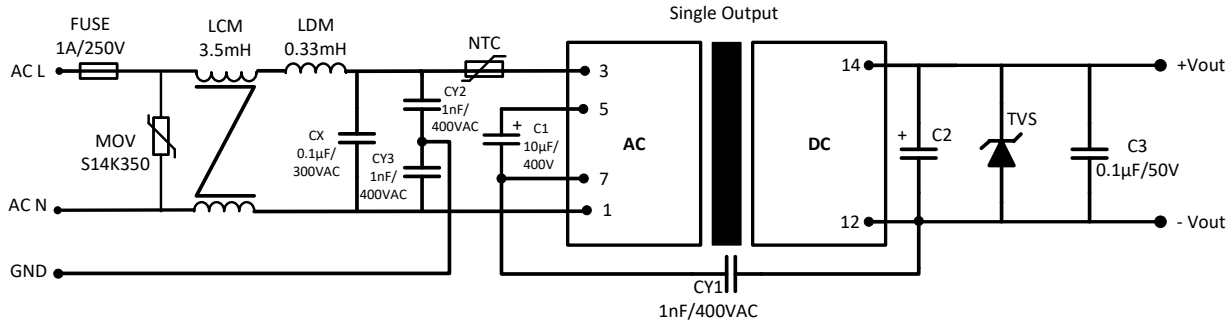 Single Output
FUSE
1A/250V
LCM
3.5mH
LDM
0.33mH
NTC
AC L
3
14
+Vout
CY2
1nF/
400VAC
5
TVS
MOV
S14K350
CX
0.1µF/
300VAC
+
C1
10µF/
400V
AC
DC
+
C2
C3
0.1µF/50V
CY3
1nF/
400VAC
7
AC N
1
12
- Vout
GND
CY1
1nF/400VAC